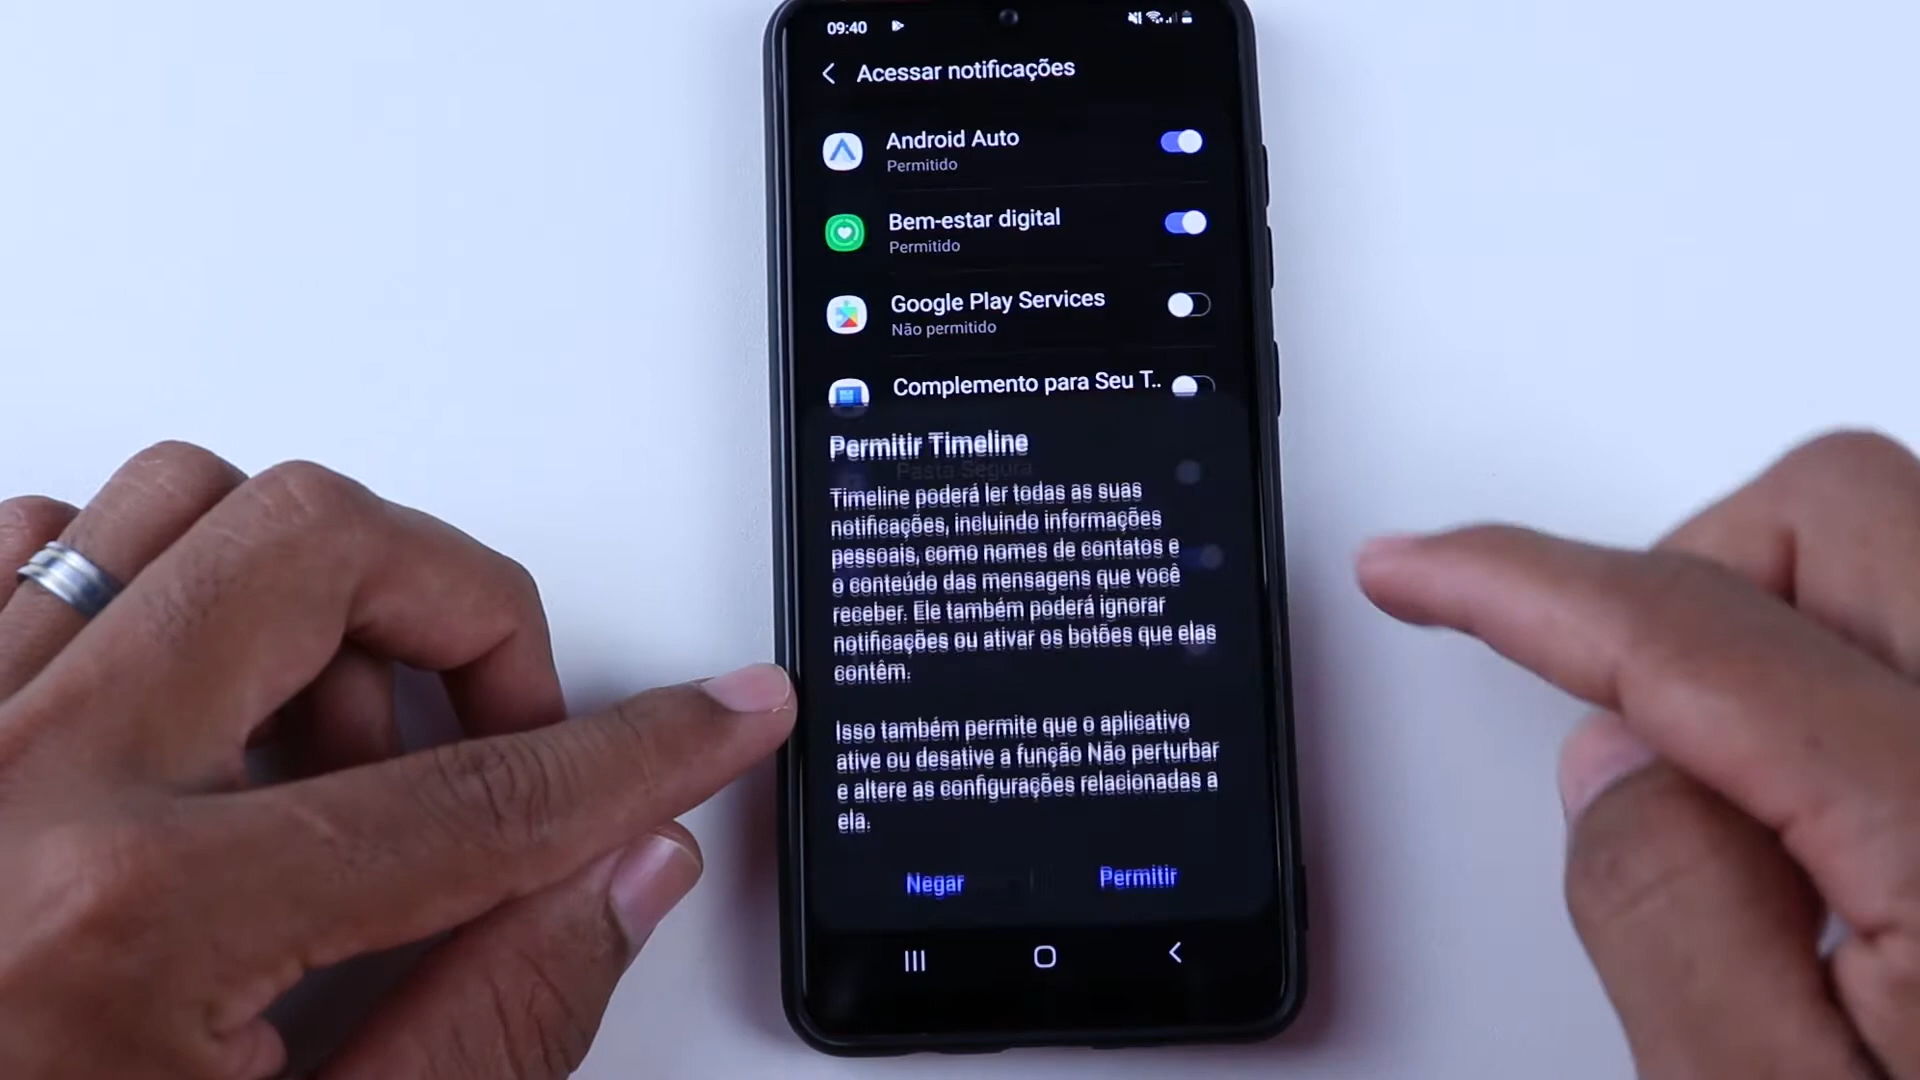 09:40
Acessar notificações
Android Auto
Permitido
Bem-estar digital
Permitido
Google Play Services
Não permitido
Complemento para Seu T..
Permitir Timeline
Pasta Segura
Timeline poderá ler todas as suas
notificações, incluindo informações
pessoais, como nomes de contatos e
o conteúdo das mensagens que você
receber. Ele também poderá ignorar
notificações ou ativar os botões que elas
contêm.
Isso também permite que o aplicativo
ative ou desative a função Não perturbar
e altere as configurações relacionadas a
ela.
Negar
Permitir